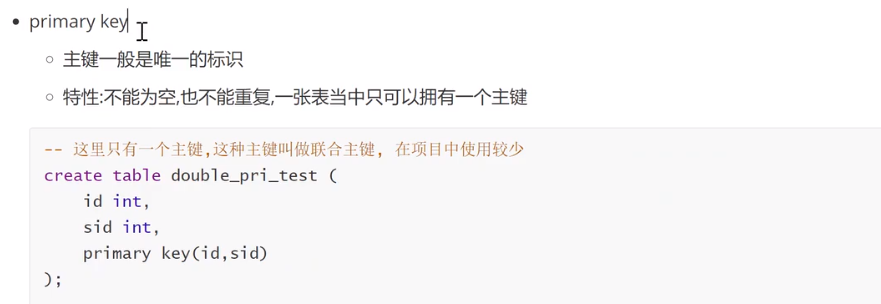 primary key
主键一般是唯一的标识
特性:不能为空,也不能重复,一张表当中只可以拥有一个主键
-- 这里只有一个主键,这种主键叫做联合主键, 在项目中使用较少
create table double_pri_test (
    id int,
    sid int,
    primary key(id,sid)
);